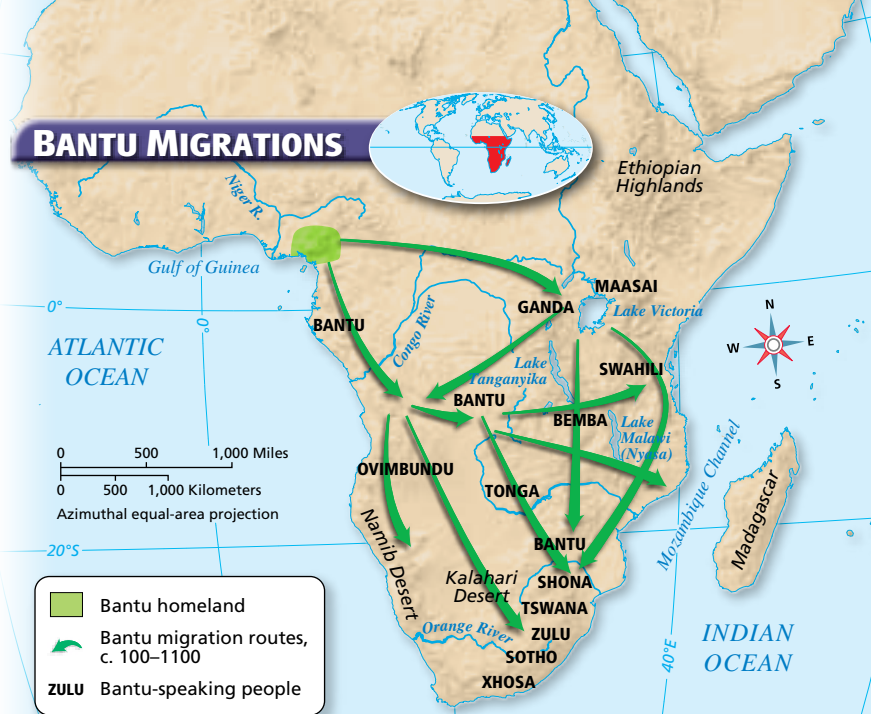 BANTU MIGRATIONS
Ethiopian
Highlands
Niger R.
Gulf of Guinea
MAASAI
GANDA
Lake Victoria
0°
0°
BANTU
Congo River
N
W
E
S
ATLANTIC
OCEAN
Lake
Tanganyika
SWAHILI
BANTU
BEMBA
Lake
Malawi
(Nyasa)
0 500 1,000 Miles
0 500 1,000 Kilometers
Azimuthal equal-area projection
OVIMBUNDU
TONGA
Mozambique Channel
Madagascar
Namib Desert
20°S
BANTU
Kalahari
Desert
SHONA
TSWANA
Orange River
ZULU
SOTHO
XHOSA
40°E
INDIAN
OCEAN
Bantu homeland
Bantu migration routes,
c. 100–1100
ZULU Bantu-speaking people